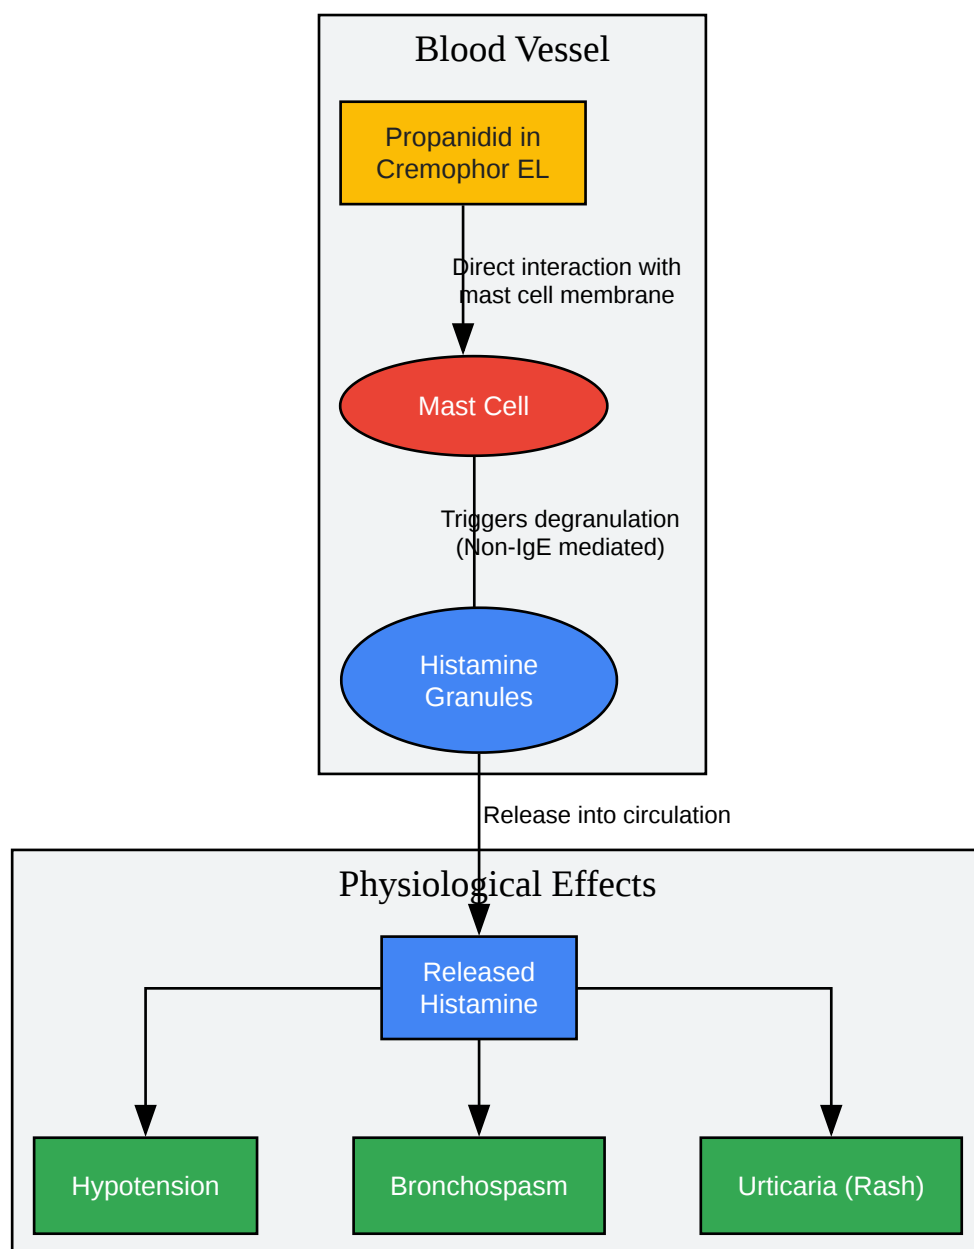 Blood Vessel
Propanidid in
Cremophor EL
Direct interaction with
mast cell membrane
Mast Cell
Triggers degranulation
(Non-IgE mediated)
Histamine
Granules
Release into circulation
Physiological Effects
Released
Histamine
Hypotension
Bronchospasm
Urticaria (Rash)